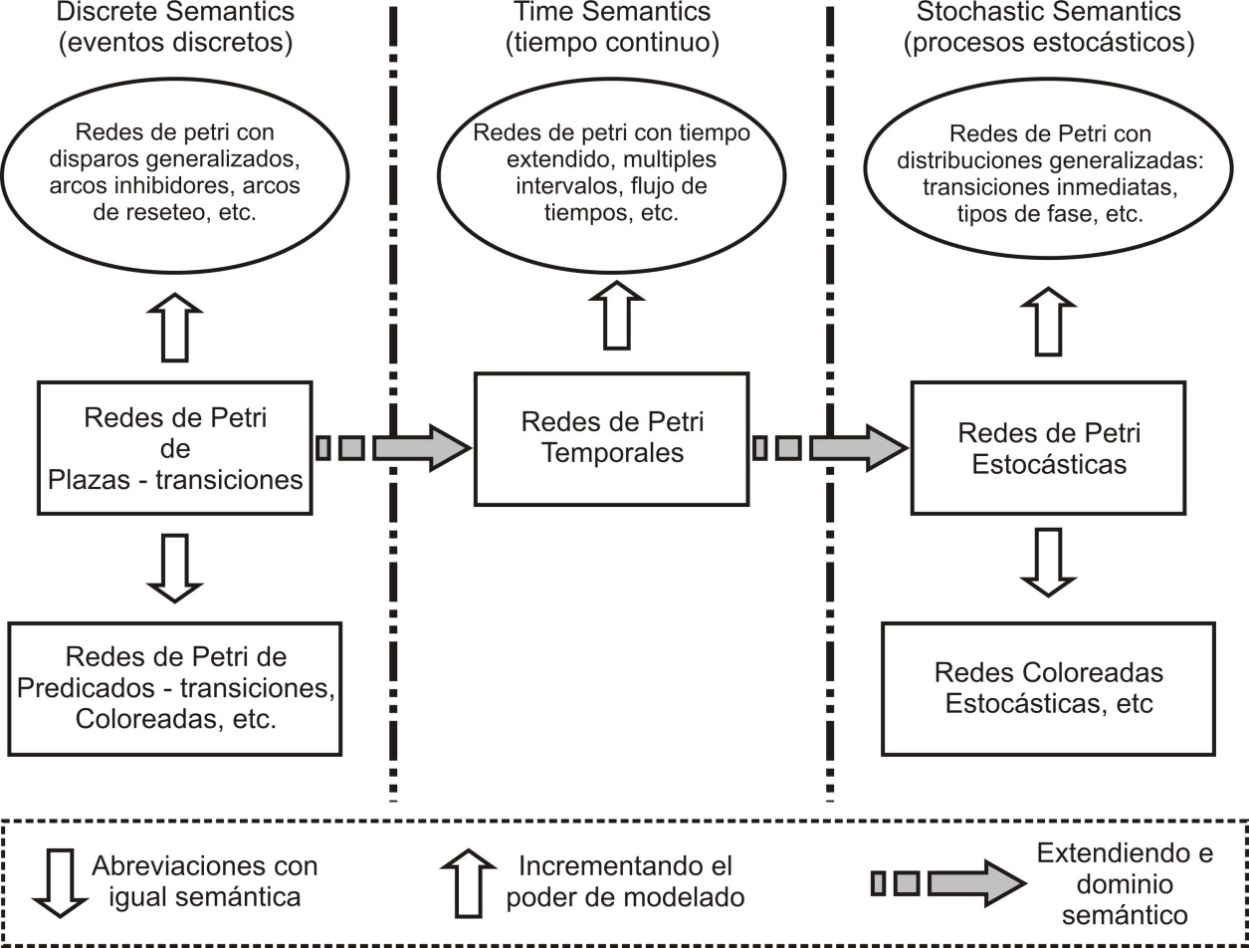 Discrete Semantics
(eventos discretos)
Time Semantics
(tiempo continuo)
Stochastic Semantics
(procesos estocásticos)
Redes de petri con
disparos generalizados,
arcos inhibidores, arcos
de reseteo, etc.
Redes de petri con tiempo
extendido, multiples
intervalos, flujo de
tiempos, etc.
Redes de Petri con
distribuciones generalizadas:
transiciones inmediatas,
tipos de fase, etc.
Redes de Petri
de
Plazas - transiciones
Redes de Petri
Temporales
Redes de Petri
Estocásticas
Redes de Petri de
Predicados - transiciones,
Coloreadas, etc.
Redes Coloreadas
Estocásticas, etc
Abreviaciones con
igual semántica
Incrementando el
poder de modelado
Extendiendo e
dominio
semántico